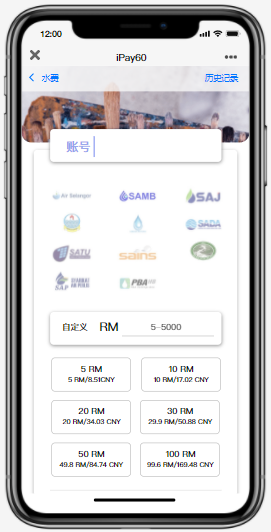 12:00
iPay60
水费 历史记录
账号
Air Selangor SAMB SAJ
SADA
SATU sains
SAP PBA
自定义 RM 5-5000
5 RM 10 RM
5 RM/8.51CNY 10 RM/17.02 CNY
20 RM 30 RM
20 RM/34.03 CNY 29.9 RM/50.88 CNY
50 RM 100 RM
49.8 RM/84.74 CNY 99.6 RM/169.48 CNY